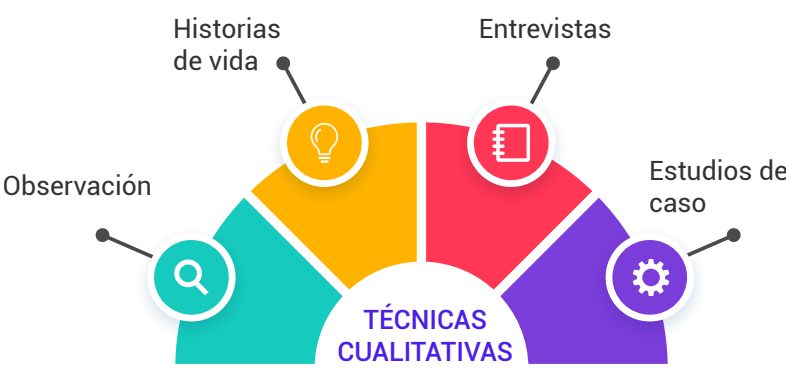 Historias
de vida
Entrevistas
Observación
Estudios de
caso
TÉCNICAS
CUALITATIVAS